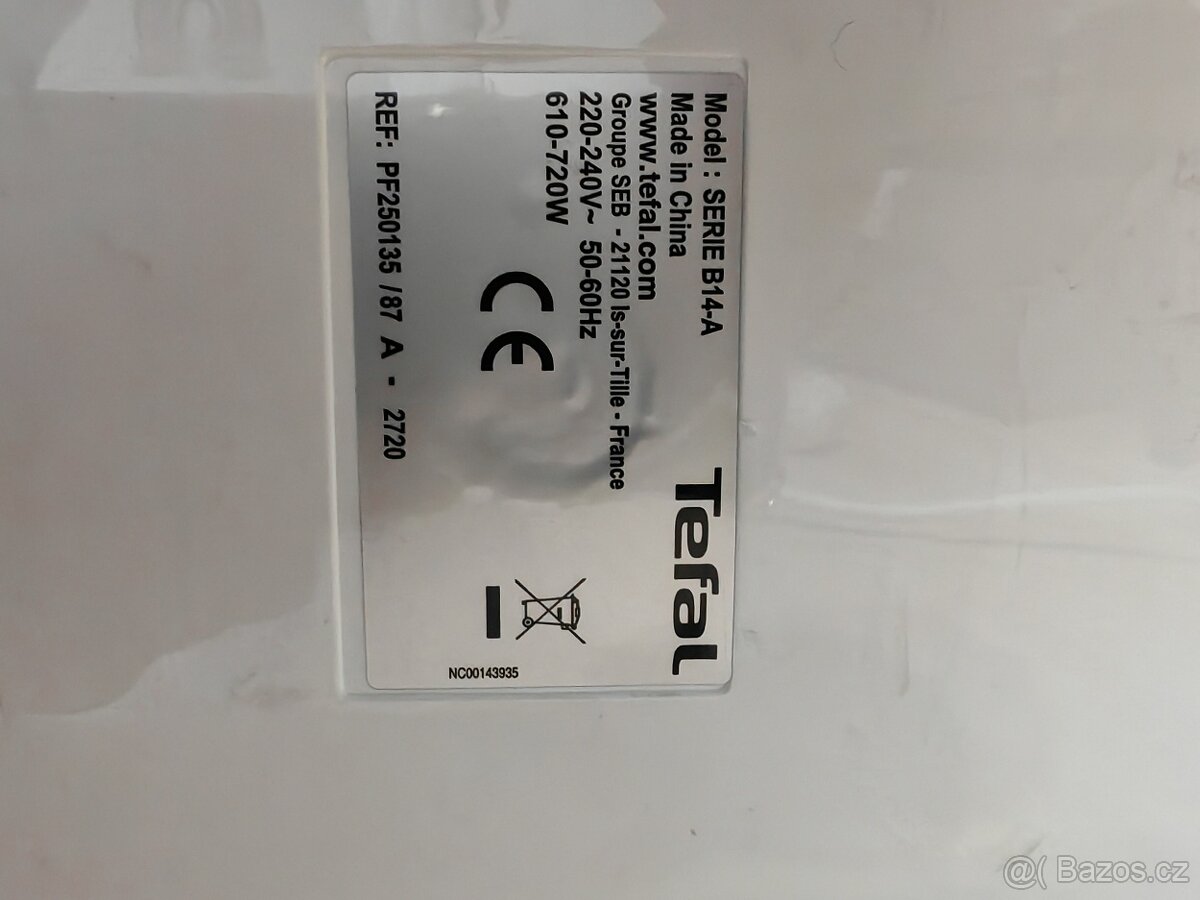 Model : SERIE B14-A
Made in China
www.tefal.com
Groupe SEB - 21120 Is-sur-Tille - France
220-240V~ 50-60Hz
610-720W
CE
Tefal
REF: PF250135 /87 A - 2720
NC00143935
@( Bazos.cz